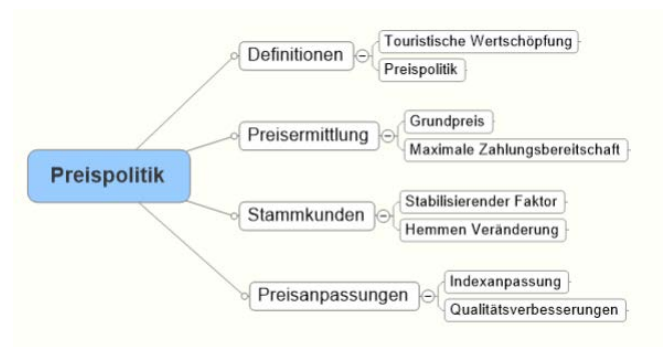 Preispolitik
Definitionen
Touristische Wertschöpfung
Preispolitik
Preisermittlung
Grundpreis
Maximale Zahlungsbereitschaft
Stammkunden
Stabilisierender Faktor
Hemmen Veränderung
Preisanpassungen
Indexanpassung
Qualitätsverbesserungen